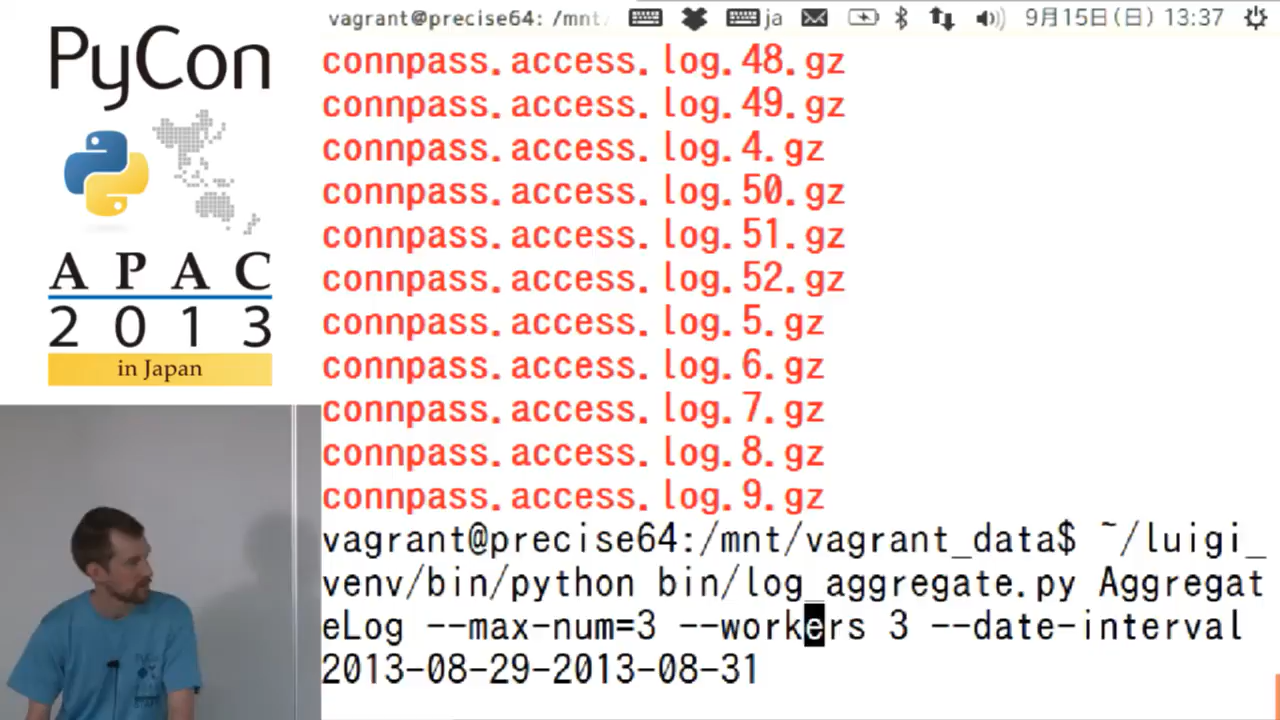 PyCon
APAC
2013
in Japan
vagrant@precise64: /mnt/
ja
9月15日(日) 13:37
connpass.access.log.48.gz
connpass.access.log.49.gz
connpass.access.log.4.gz
connpass.access.log.50.gz
connpass.access.log.51.gz
connpass.access.log.52.gz
connpass.access.log.5.gz
connpass.access.log.6.gz
connpass.access.log.7.gz
connpass.access.log.8.gz
connpass.access.log.9.gz
vagrant@precise64:/mnt/vagrant_data$ ~/luigi_
venv/bin/python bin/log_aggregate.py Aggregat
eLog --max-num=3 --workers 3 --date-interval
2013-08-29-2013-08-31